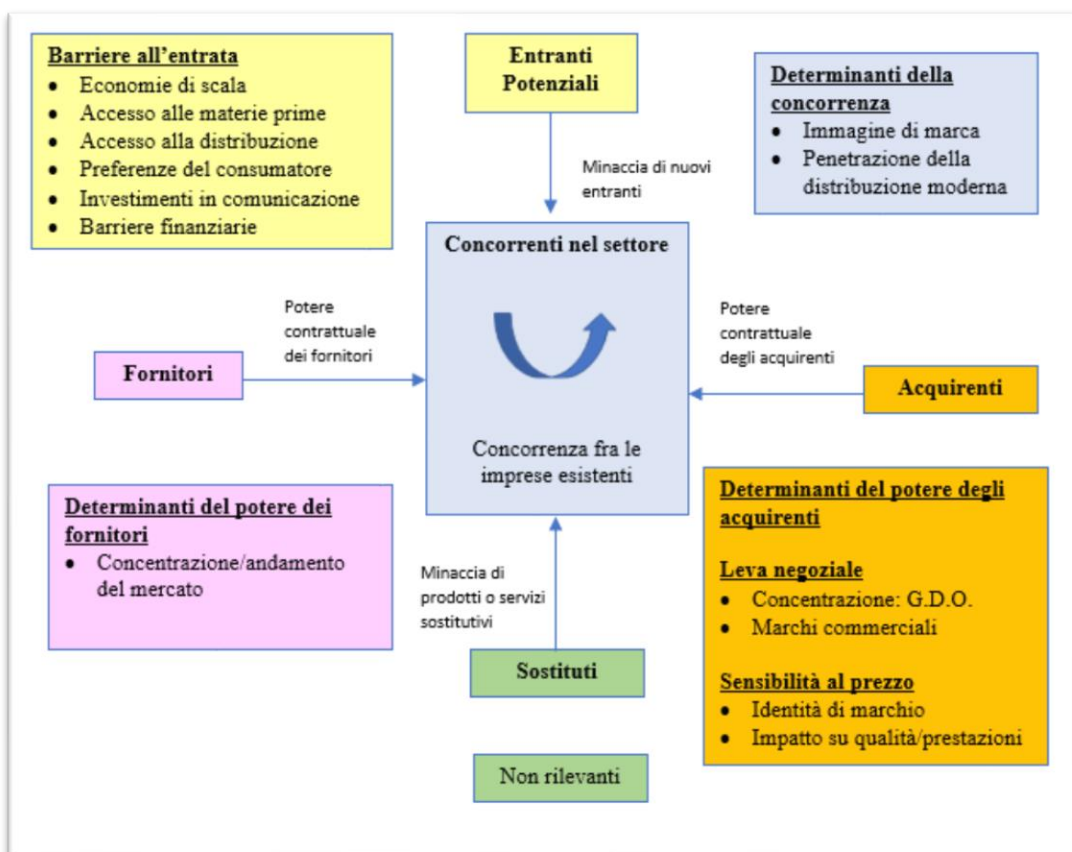 Barriere all'entrata
• Economie di scala
• Accesso alle materie prime
• Accesso alla distribuzione
• Preferenze del consumatore
• Investimenti in comunicazione
• Barriere finanziarie
Entranti
Potenziali
Determinanti della
concorrenza
• Immagine di marca
• Penetrazione della
distribuzione moderna
Minaccia di nuovi
entranti
Concorrenti nel settore
Potere
contrattuale
dei fornitori
Potere
contrattuale
degli acquirenti
Fornitori
Acquirenti
Concorrenza fra le
imprese esistenti
Determinanti del potere dei
fornitori
• Concentrazione/andamento
del mercato
Minaccia di
prodotti o servizi
sostitutivi
Determinanti del potere degli
acquirenti
Leva negoziale
• Concentrazione: G.D.O.
• Marchi commerciali
Sensibilità al prezzo
• Identità di marchio
• Impatto su qualità/prestazioni
Sostituti
Non rilevanti